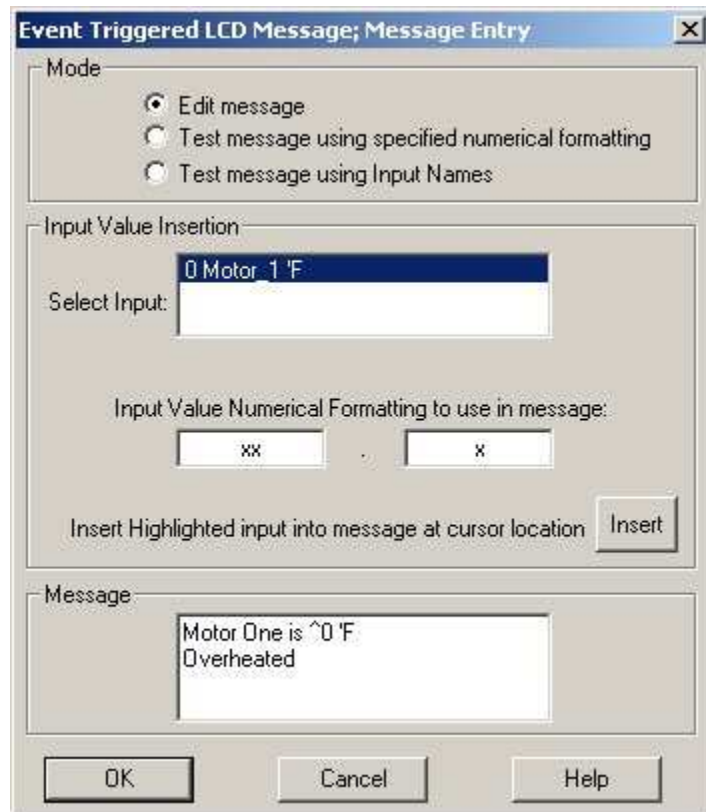 Event Triggered LCD Message; Message Entry
Mode
Edit message
Test message using specified numerical formatting
Test message using Input Names
Input Value Insertion
Select Input:
0 Motor_1 'F
Input Value Numerical Formatting to use in message:
xx . x
Insert Highlighted input into message at cursor location
Insert
Message
Motor One is ^0 'F
Overheated
OK Cancel Help